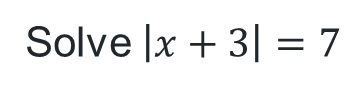 Solve |x + 3| = 7